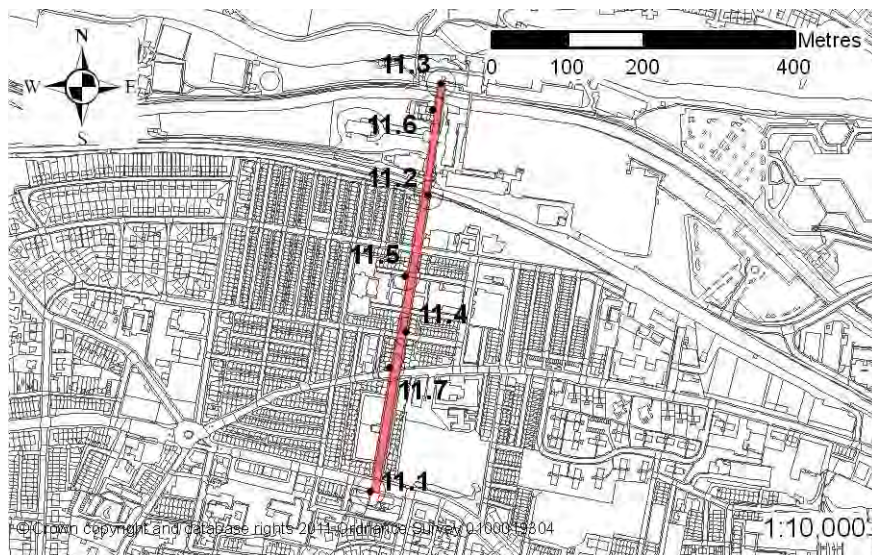 N
W E
S
Metres
0 100 200 400
11.3
11.6
11.2
11.5
11.4
11.7
11.1
© Crown copyright and database rights 2011 Ordnance Survey 0100019304
1:10,000